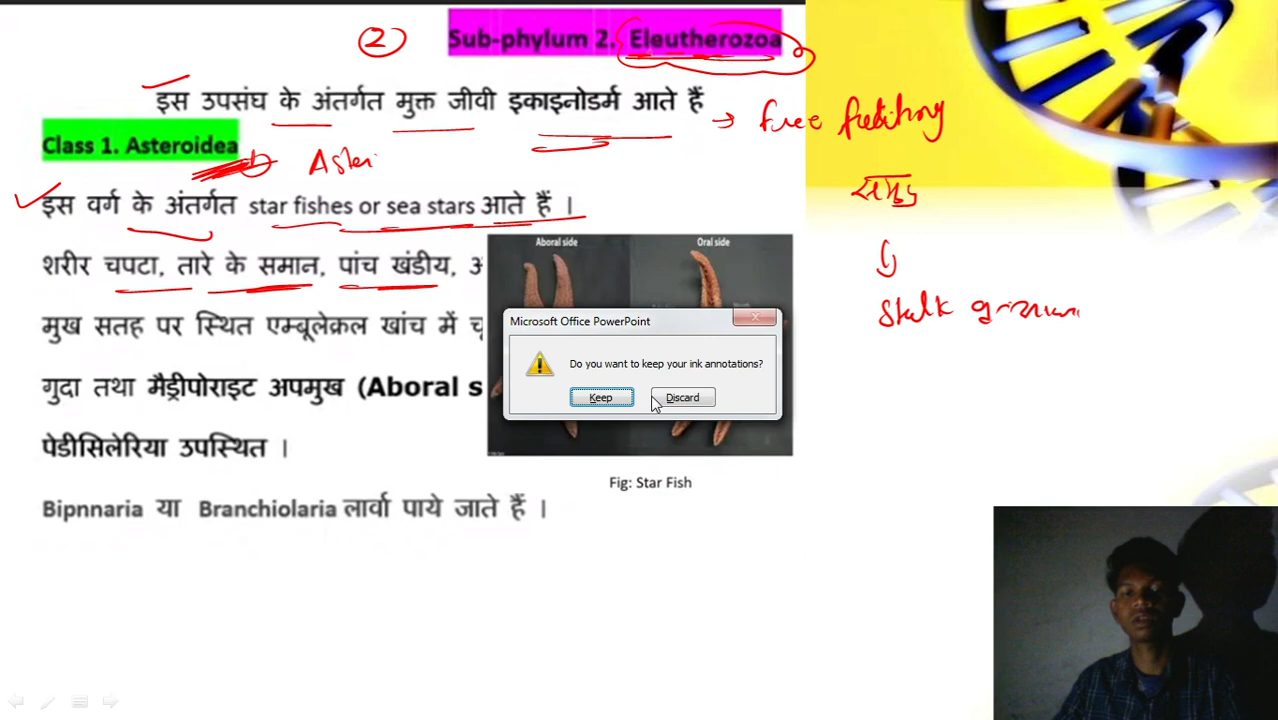 ② Sub-phylum 2. Eleutherozoa
इस उपसंघ के अंतर्गत मुक्त जीवी इकाइनोडर्म आते हैं → free
Class 1. Asteroidea
① Aster
इस वर्ग के अंतर्गत star fishes or sea stars आते हैं ।
शरीर चपटा, तारे के समान, पांच खंडीय,
मुख सतह पर स्थित एम्बूलेक्रल खांच में
गुदा तथा मैड्रीपोराइट अपमुख (Aboral s
पेडीसिलेरिया उपस्थित ।
Bipnnaria या Branchiolaria लार्वा पाये जाते हैं ।
Aboral side
Oral side
Microsoft Office PowerPoint
Do you want to keep your ink annotations?
Keep
Discard
Fig: Star Fish
Stalk